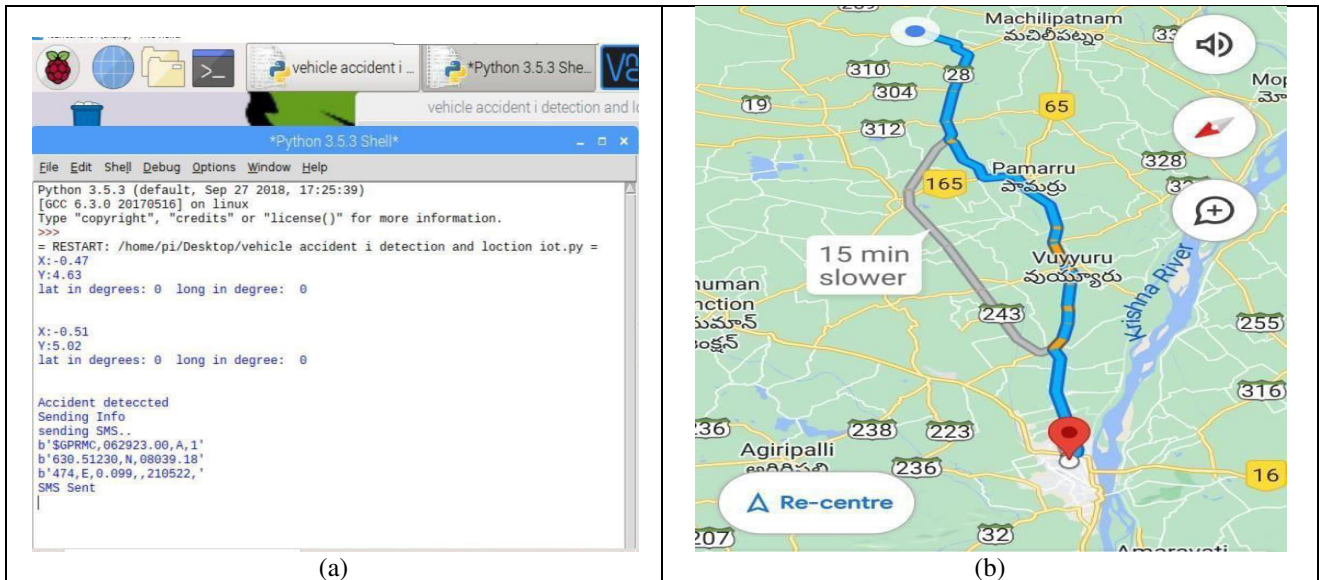 vehicle accident i ...
*Python 3.5.3 She...
vehicle accident i detection and l
*Python 3.5.3 Shell*
File Edit Shell Debug Options Window Help
Python 3.5.3 (default, Sep 27 2018, 17:25:39)
[GCC 6.3.0 20170516] on linux
Type "copyright", "credits" or "license()" for more information.
>>>
= RESTART: /home/pi/Desktop/vehicle accident i detection and loction iot.py =
X:-0.47
Y:4.63
lat in degrees: 0 long in degree: 0
X:-0.51
Y:5.02
lat in degrees: 0 long in degree: 0
Accident deteccted
Sending Info
sending SMS..
b'$GPRMC,062923.00,A,1'
b'630.51230,N,08039.18'
b'474,E,0.099,,210522,'
SMS Sent
(a)
Machilipatnam
మచిలీపట్నం
310
28
304
19
65
312
328
Pamarru
పామర్రు
165
15 min
slower
Vuyyuru
వుయ్యూరు
Krishna River
243
255
316
238
223
Agiripalli
236
16
Re-centre
207
32
(b)